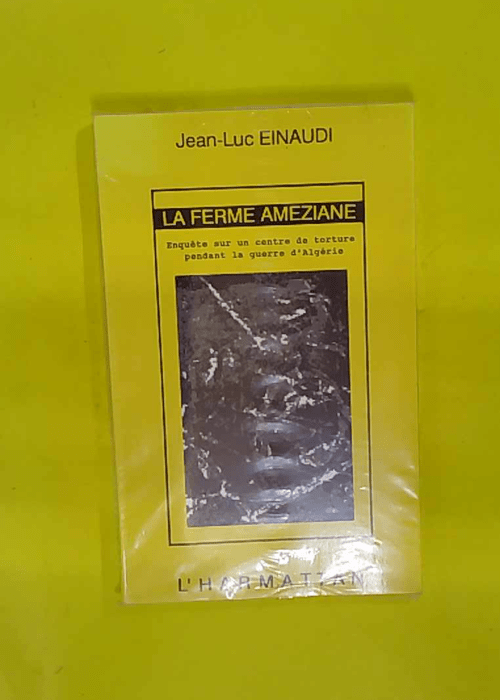 Jean-Luc EINAUDI
LA FERME AMEZIANE
Enquête sur un centre de torture
pendant la guerre d'Algérie
L'HARMATTAN